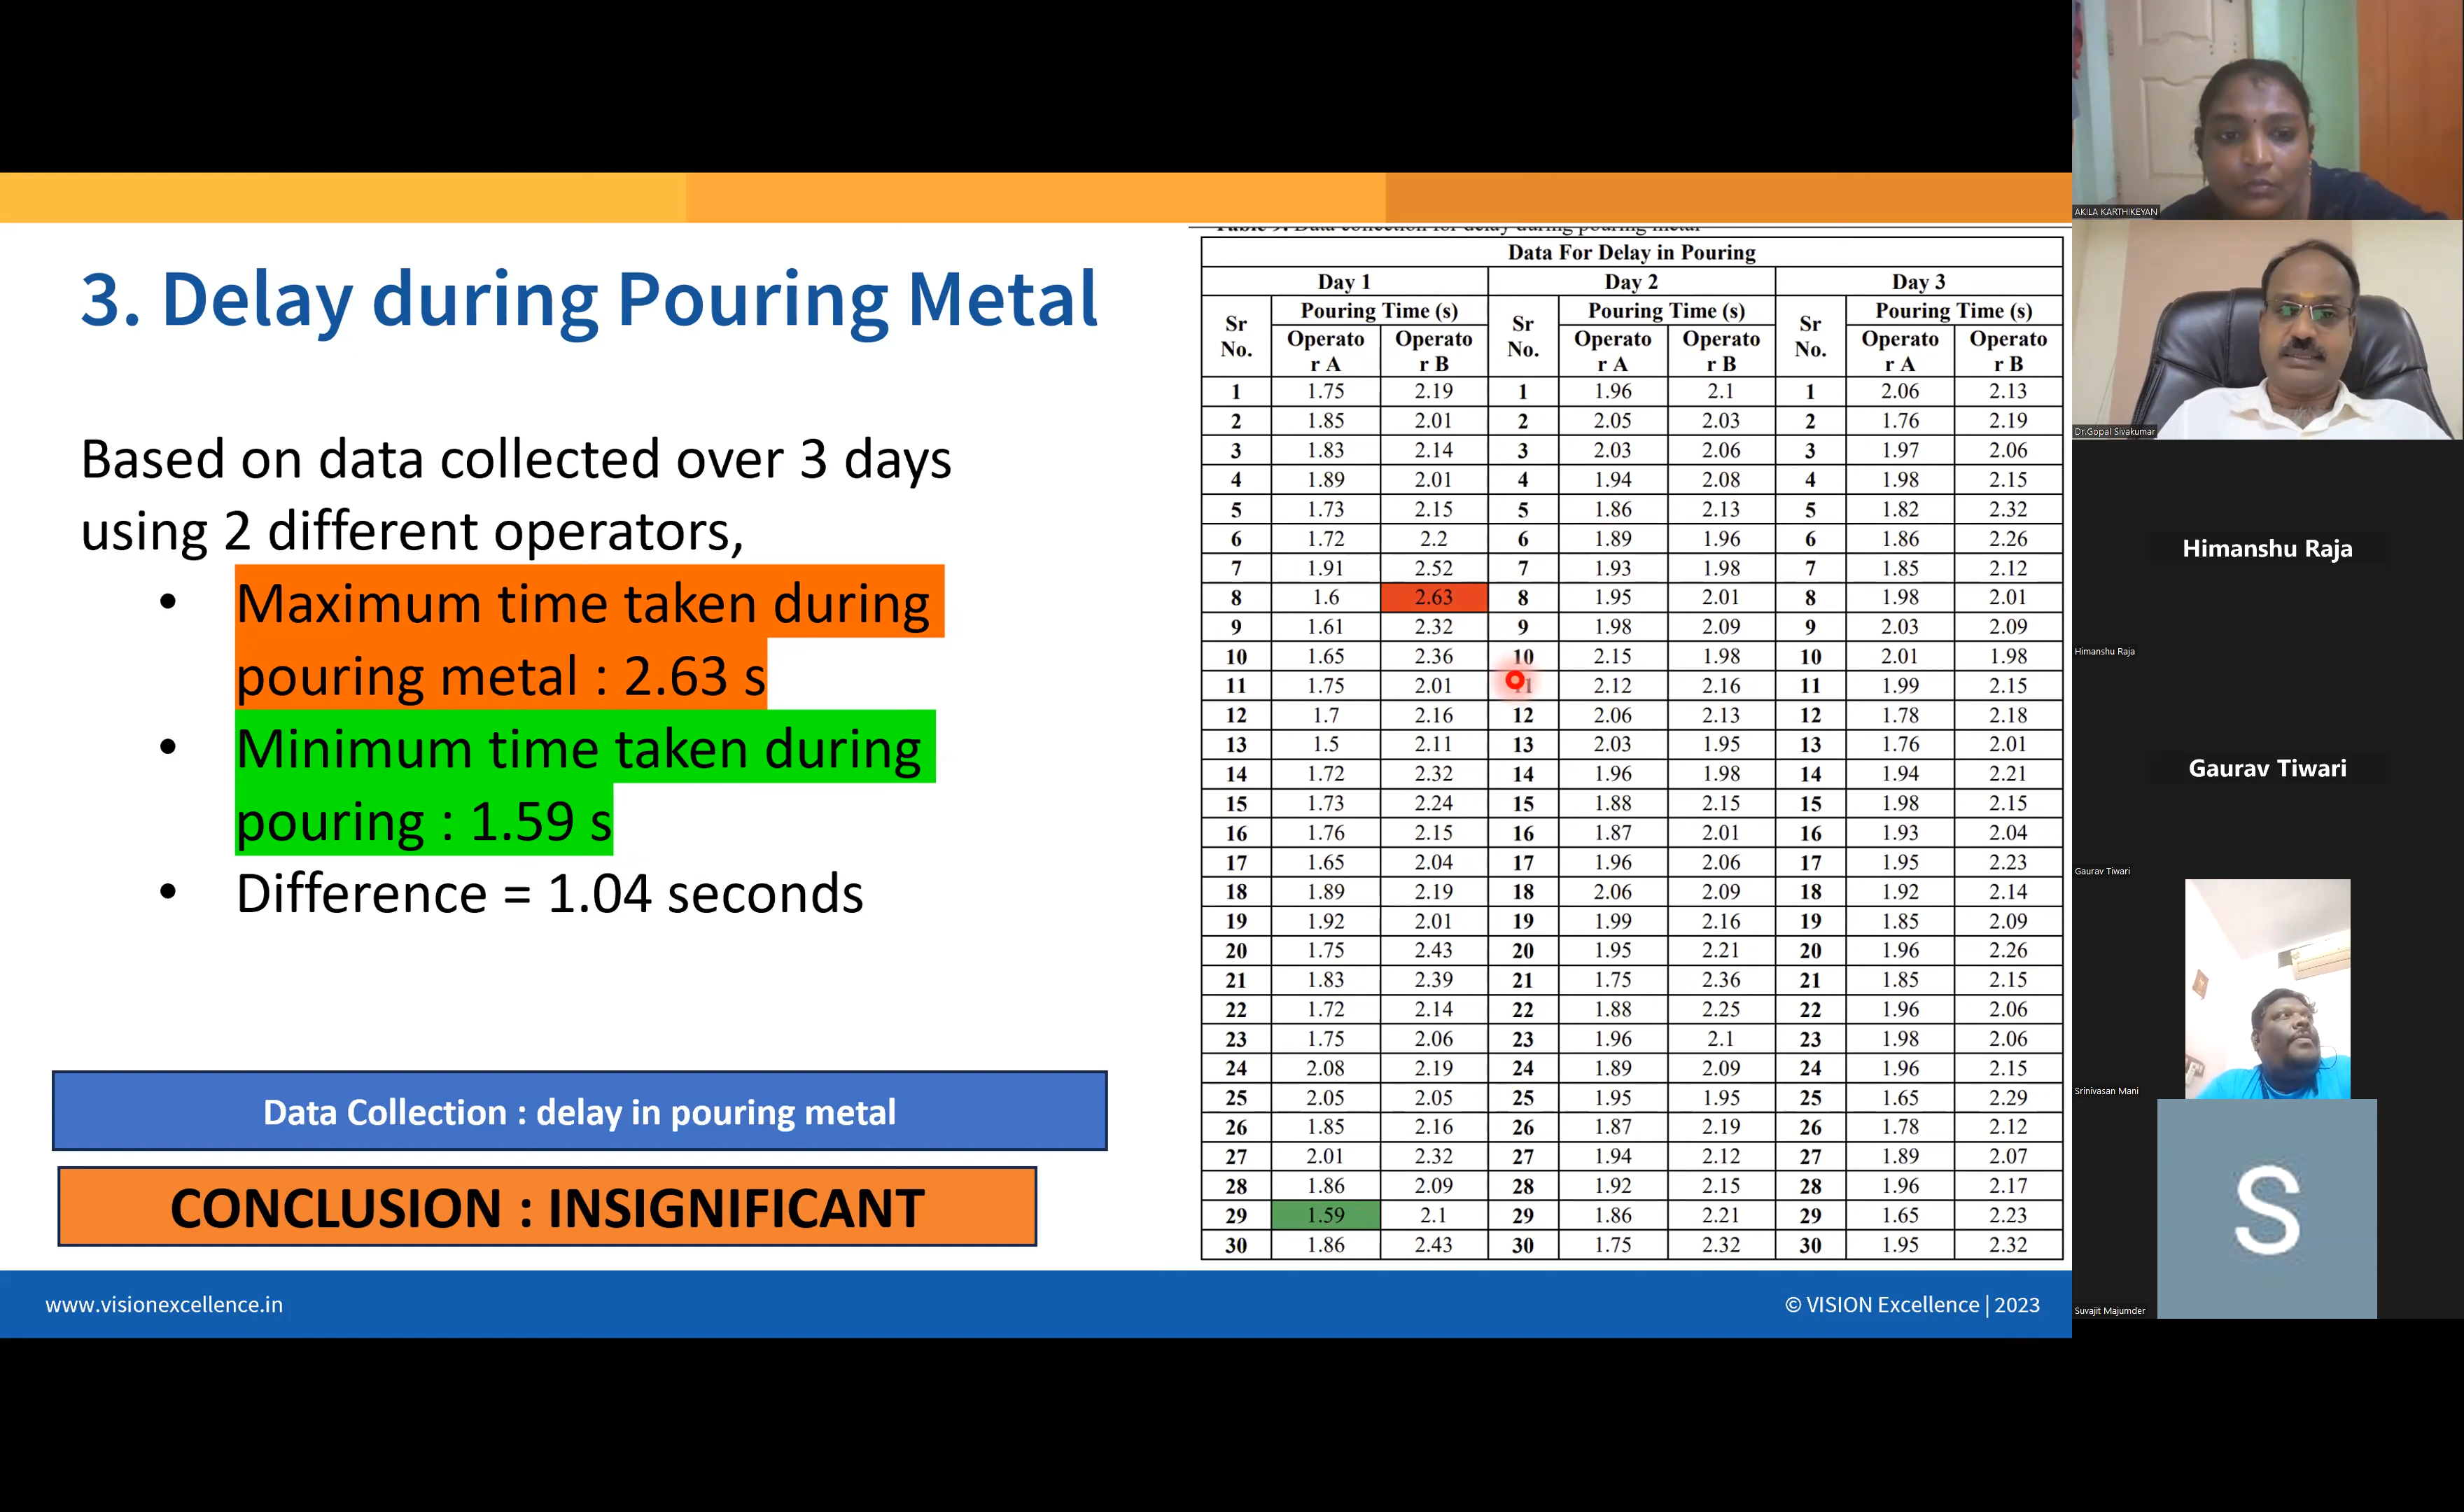 3. Delay during Pouring Metal
Based on data collected over 3 days
using 2 different operators,
• Maximum time taken during
pouring metal : 2.63 s
• Minimum time taken during
pouring : 1.59 s
• Difference = 1.04 seconds
Data Collection : delay in pouring metal
CONCLUSION : INSIGNIFICANT
Data collection for delay during pouring metal
Data For Delay in Pouring
Day 1 Day 2 Day 3
Sr No. Pouring Time (s) Sr No. Pouring Time (s) Sr No. Pouring Time (s)
Operato r A Operato r B Operato r A Operato r B Operato r A Operato r B
1 1.75 2.19 1 1.96 2.1 1 2.06 2.13
2 1.85 2.01 2 2.05 2.03 2 1.76 2.19
3 1.83 2.14 3 2.03 2.06 3 1.97 2.06
4 1.89 2.01 4 1.94 2.08 4 1.98 2.15
5 1.73 2.15 5 1.86 2.13 5 1.82 2.32
6 1.72 2.2 6 1.89 1.96 6 1.86 2.26
7 1.91 2.52 7 1.93 1.98 7 1.85 2.12
8 1.6 2.63 8 1.95 2.01 8 1.98 2.01
9 1.61 2.32 9 1.98 2.09 9 2.03 2.09
10 1.65 2.36 10 2.15 1.98 10 2.01 1.98
11 1.75 2.01 11 2.12 2.16 11 1.99 2.15
12 1.7 2.16 12 2.06 2.13 12 1.78 2.18
13 1.5 2.11 13 2.03 1.95 13 1.76 2.01
14 1.72 2.32 14 1.96 1.98 14 1.94 2.21
15 1.73 2.24 15 1.88 2.15 15 1.98 2.15
16 1.76 2.15 16 1.87 2.01 16 1.93 2.04
17 1.65 2.04 17 1.96 2.06 17 1.95 2.23
18 1.89 2.19 18 2.06 2.09 18 1.92 2.14
19 1.92 2.01 19 1.99 2.16 19 1.85 2.09
20 1.75 2.43 20 1.95 2.21 20 1.96 2.26
21 1.83 2.39 21 1.75 2.36 21 1.85 2.15
22 1.72 2.14 22 1.88 2.25 22 1.96 2.06
23 1.75 2.06 23 1.96 2.1 23 1.98 2.06
24 2.08 2.19 24 1.89 2.09 24 1.96 2.15
25 2.05 2.05 25 1.95 1.95 25 1.65 2.29
26 1.85 2.16 26 1.87 2.19 26 1.78 2.12
27 2.01 2.32 27 1.94 2.12 27 1.89 2.07
28 1.86 2.09 28 1.92 2.15 28 1.96 2.17
29 1.59 2.1 29 1.86 2.21 29 1.65 2.23
30 1.86 2.43 30 1.75 2.32 30 1.95 2.32
www.visionexcellence.in
© VISION Excellence | 2023
AKILA KARTHIKEYAN
Dr.Gopal Sivakumar
Himanshu Raja
Himanshu Raja
Gaurav Tiwari
Gaurav Tiwari
Srinivasan Mani
S
Suvajit Majumder